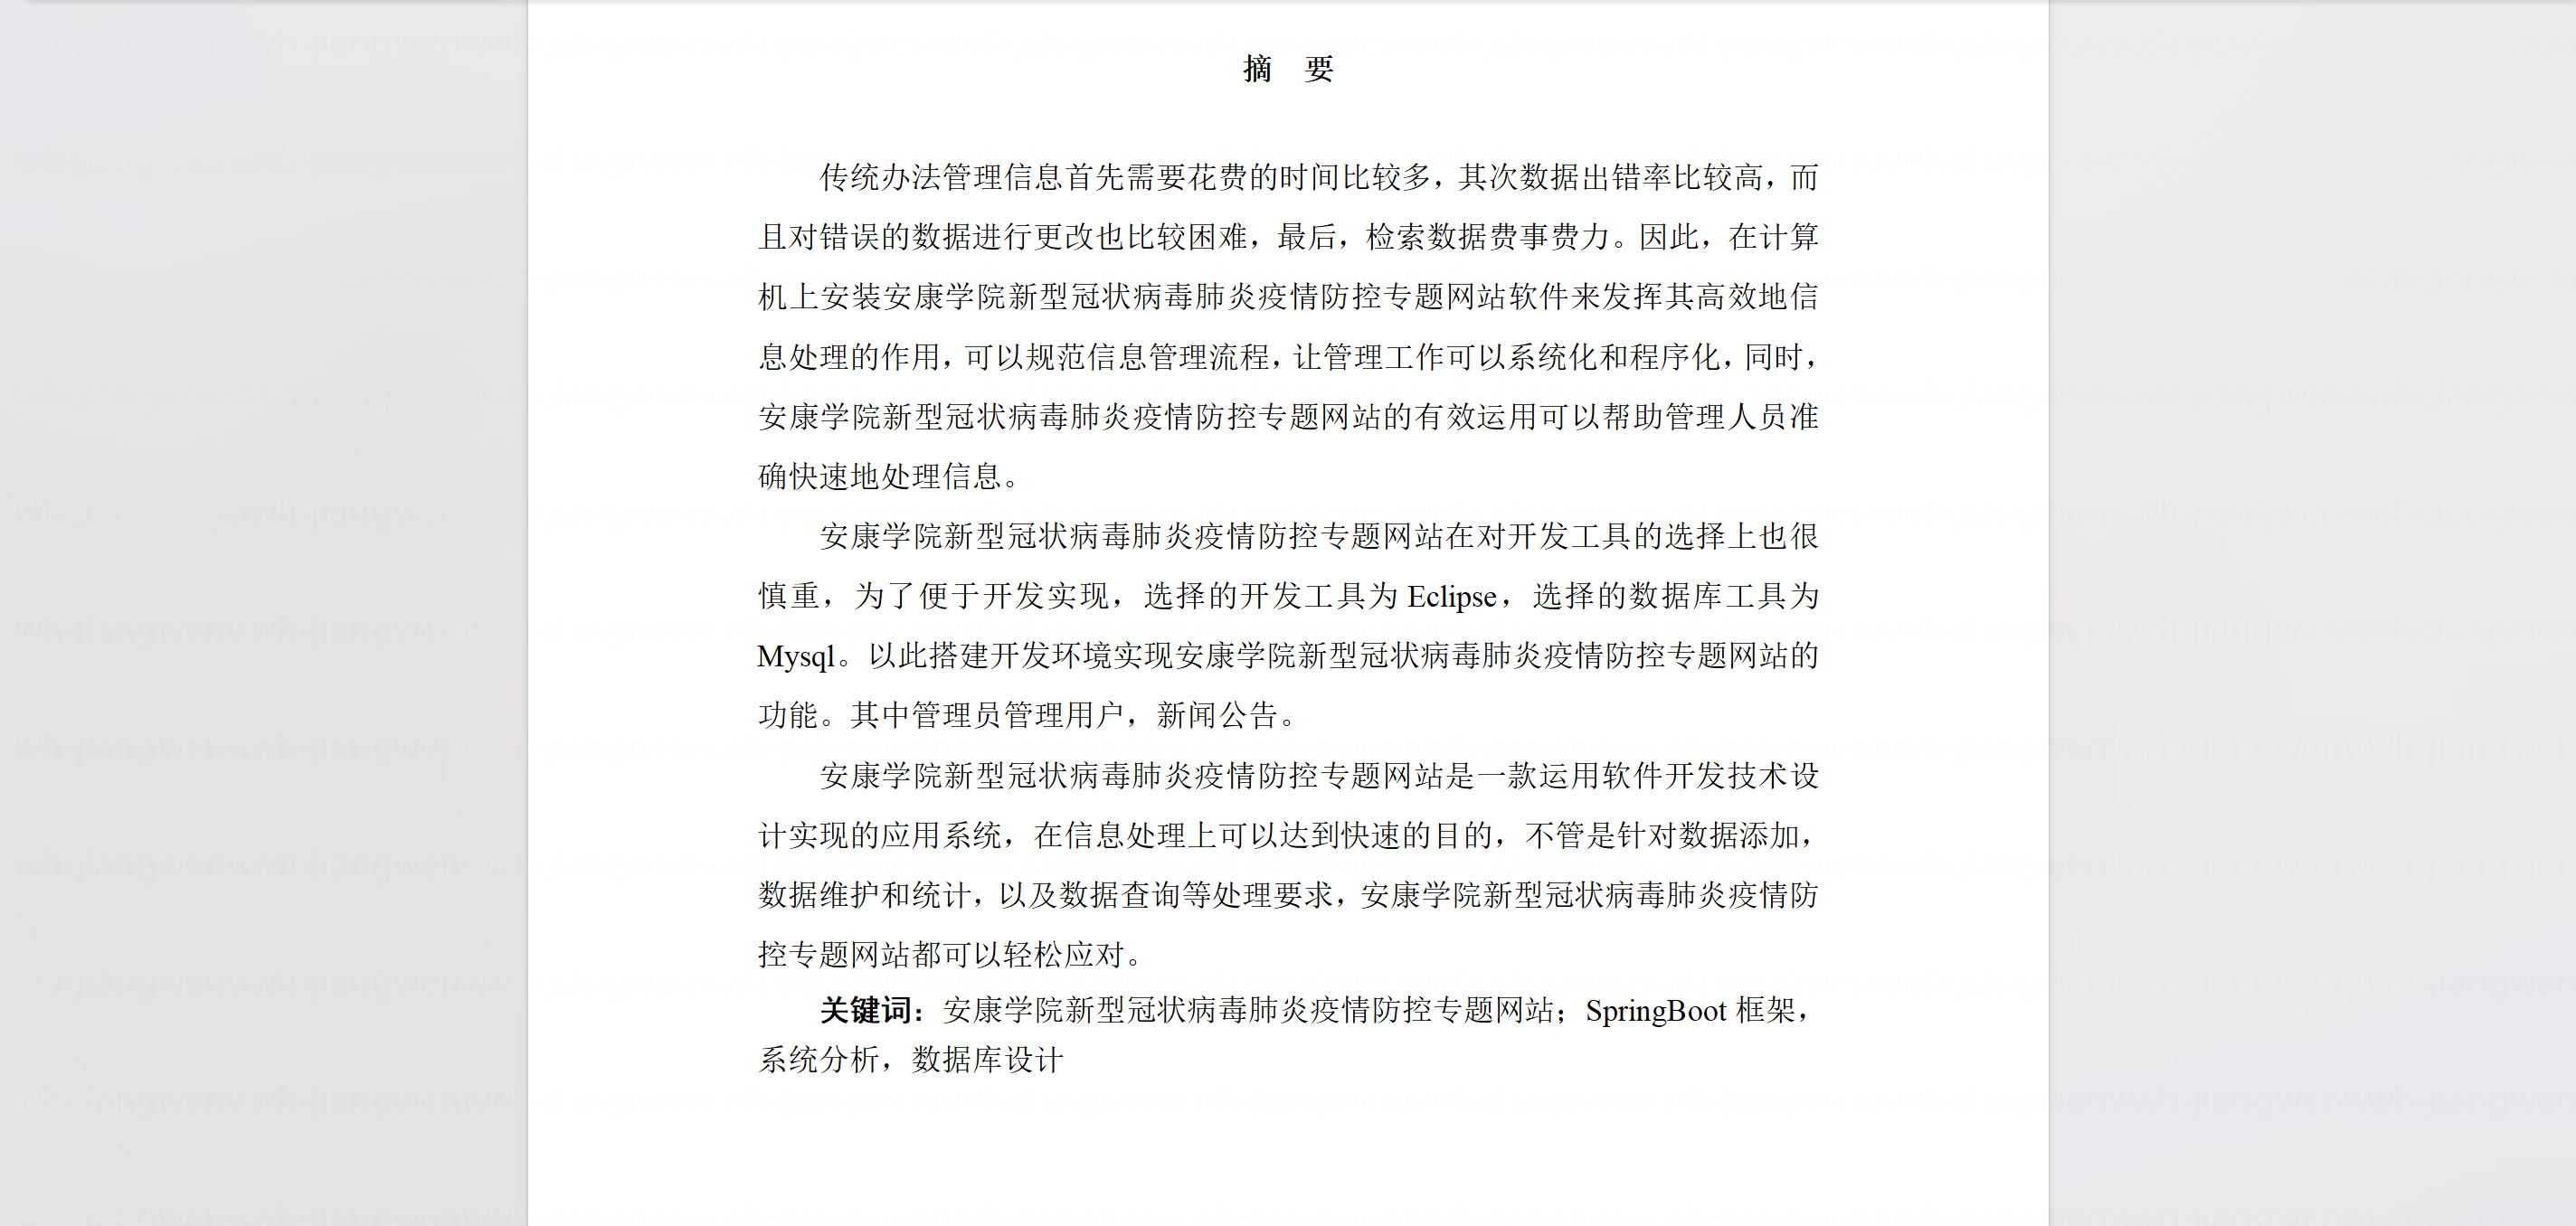 摘 要
传统办法管理信息首先需要花费的时间比较多，其次数据出错率比较高，而
且对错误的数据进行更改也比较困难，最后，检索数据费事费力。因此，在计算
机上安装安康学院新型冠状病毒肺炎疫情防控专题网站软件来发挥其高效地信
息处理的作用，可以规范信息管理流程，让管理工作可以系统化和程序化，同时，
安康学院新型冠状病毒肺炎疫情防控专题网站的有效运用可以帮助管理人员准
确快速地处理信息。
安康学院新型冠状病毒肺炎疫情防控专题网站在对开发工具的选择上也很
慎重，为了便于开发实现，选择的开发工具为 Eclipse，选择的数据库工具为
Mysql。以此搭建开发环境实现安康学院新型冠状病毒肺炎疫情防控专题网站的
功能。其中管理员管理用户，新闻公告。
安康学院新型冠状病毒肺炎疫情防控专题网站是一款运用软件开发技术设
计实现的应用系统，在信息处理上可以达到快速的目的，不管是针对数据添加，
数据维护和统计，以及数据查询等处理要求，安康学院新型冠状病毒肺炎疫情防
控专题网站都可以轻松应对。
关键词：安康学院新型冠状病毒肺炎疫情防控专题网站；SpringBoot 框架，
系统分析，数据库设计